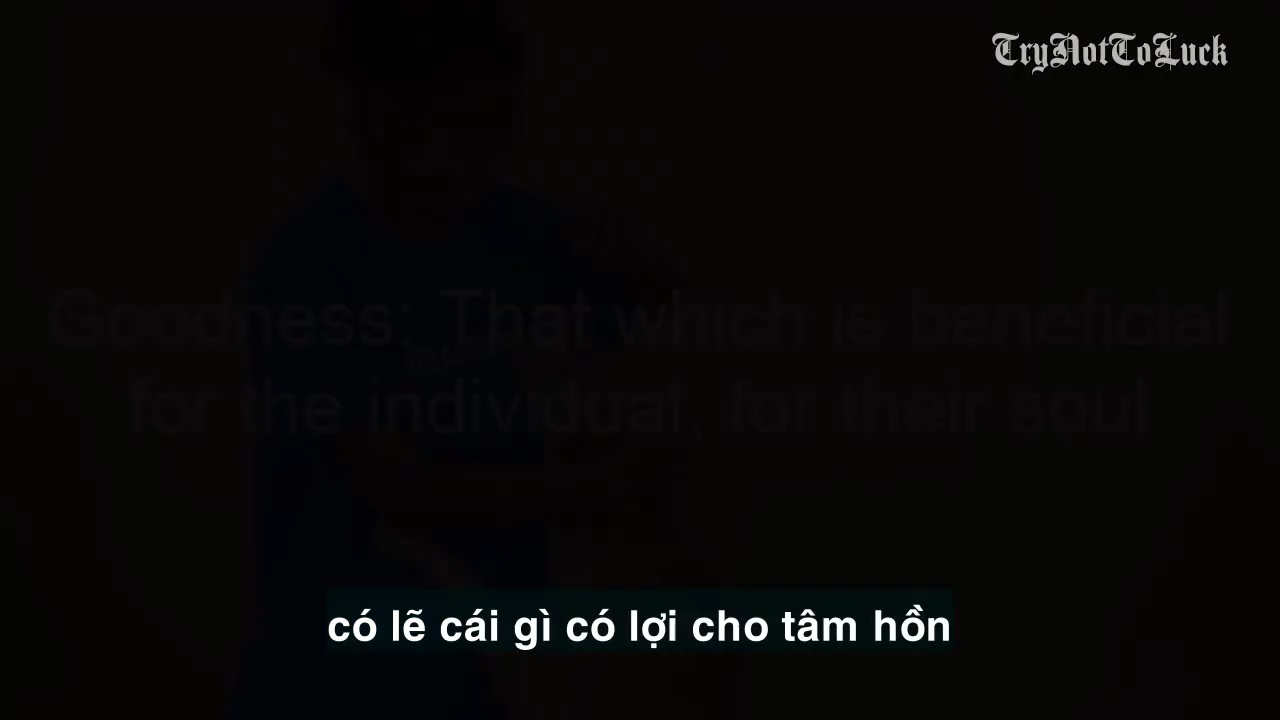 TryNotToLuck
Goodness: That which is beneficial
for the individual, for their soul
có lẽ cái gì có lợi cho tâm hồn